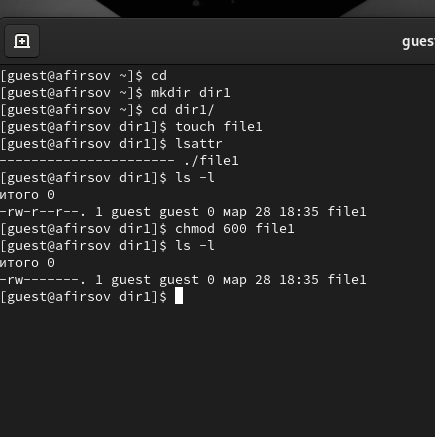 guest
[guest@afirsov ~]$ cd
[guest@afirsov ~]$ mkdir dir1
[guest@afirsov ~]$ cd dir1/
[guest@afirsov dir1]$ touch file1
[guest@afirsov dir1]$ lsattr
---------------------- ./file1
[guest@afirsov dir1]$ ls -l
итого 0
-rw-r--r--. 1 guest guest 0 мар 28 18:35 file1
[guest@afirsov dir1]$ chmod 600 file1
[guest@afirsov dir1]$ ls -l
итого 0
-rw-------. 1 guest guest 0 мар 28 18:35 file1
[guest@afirsov dir1]$